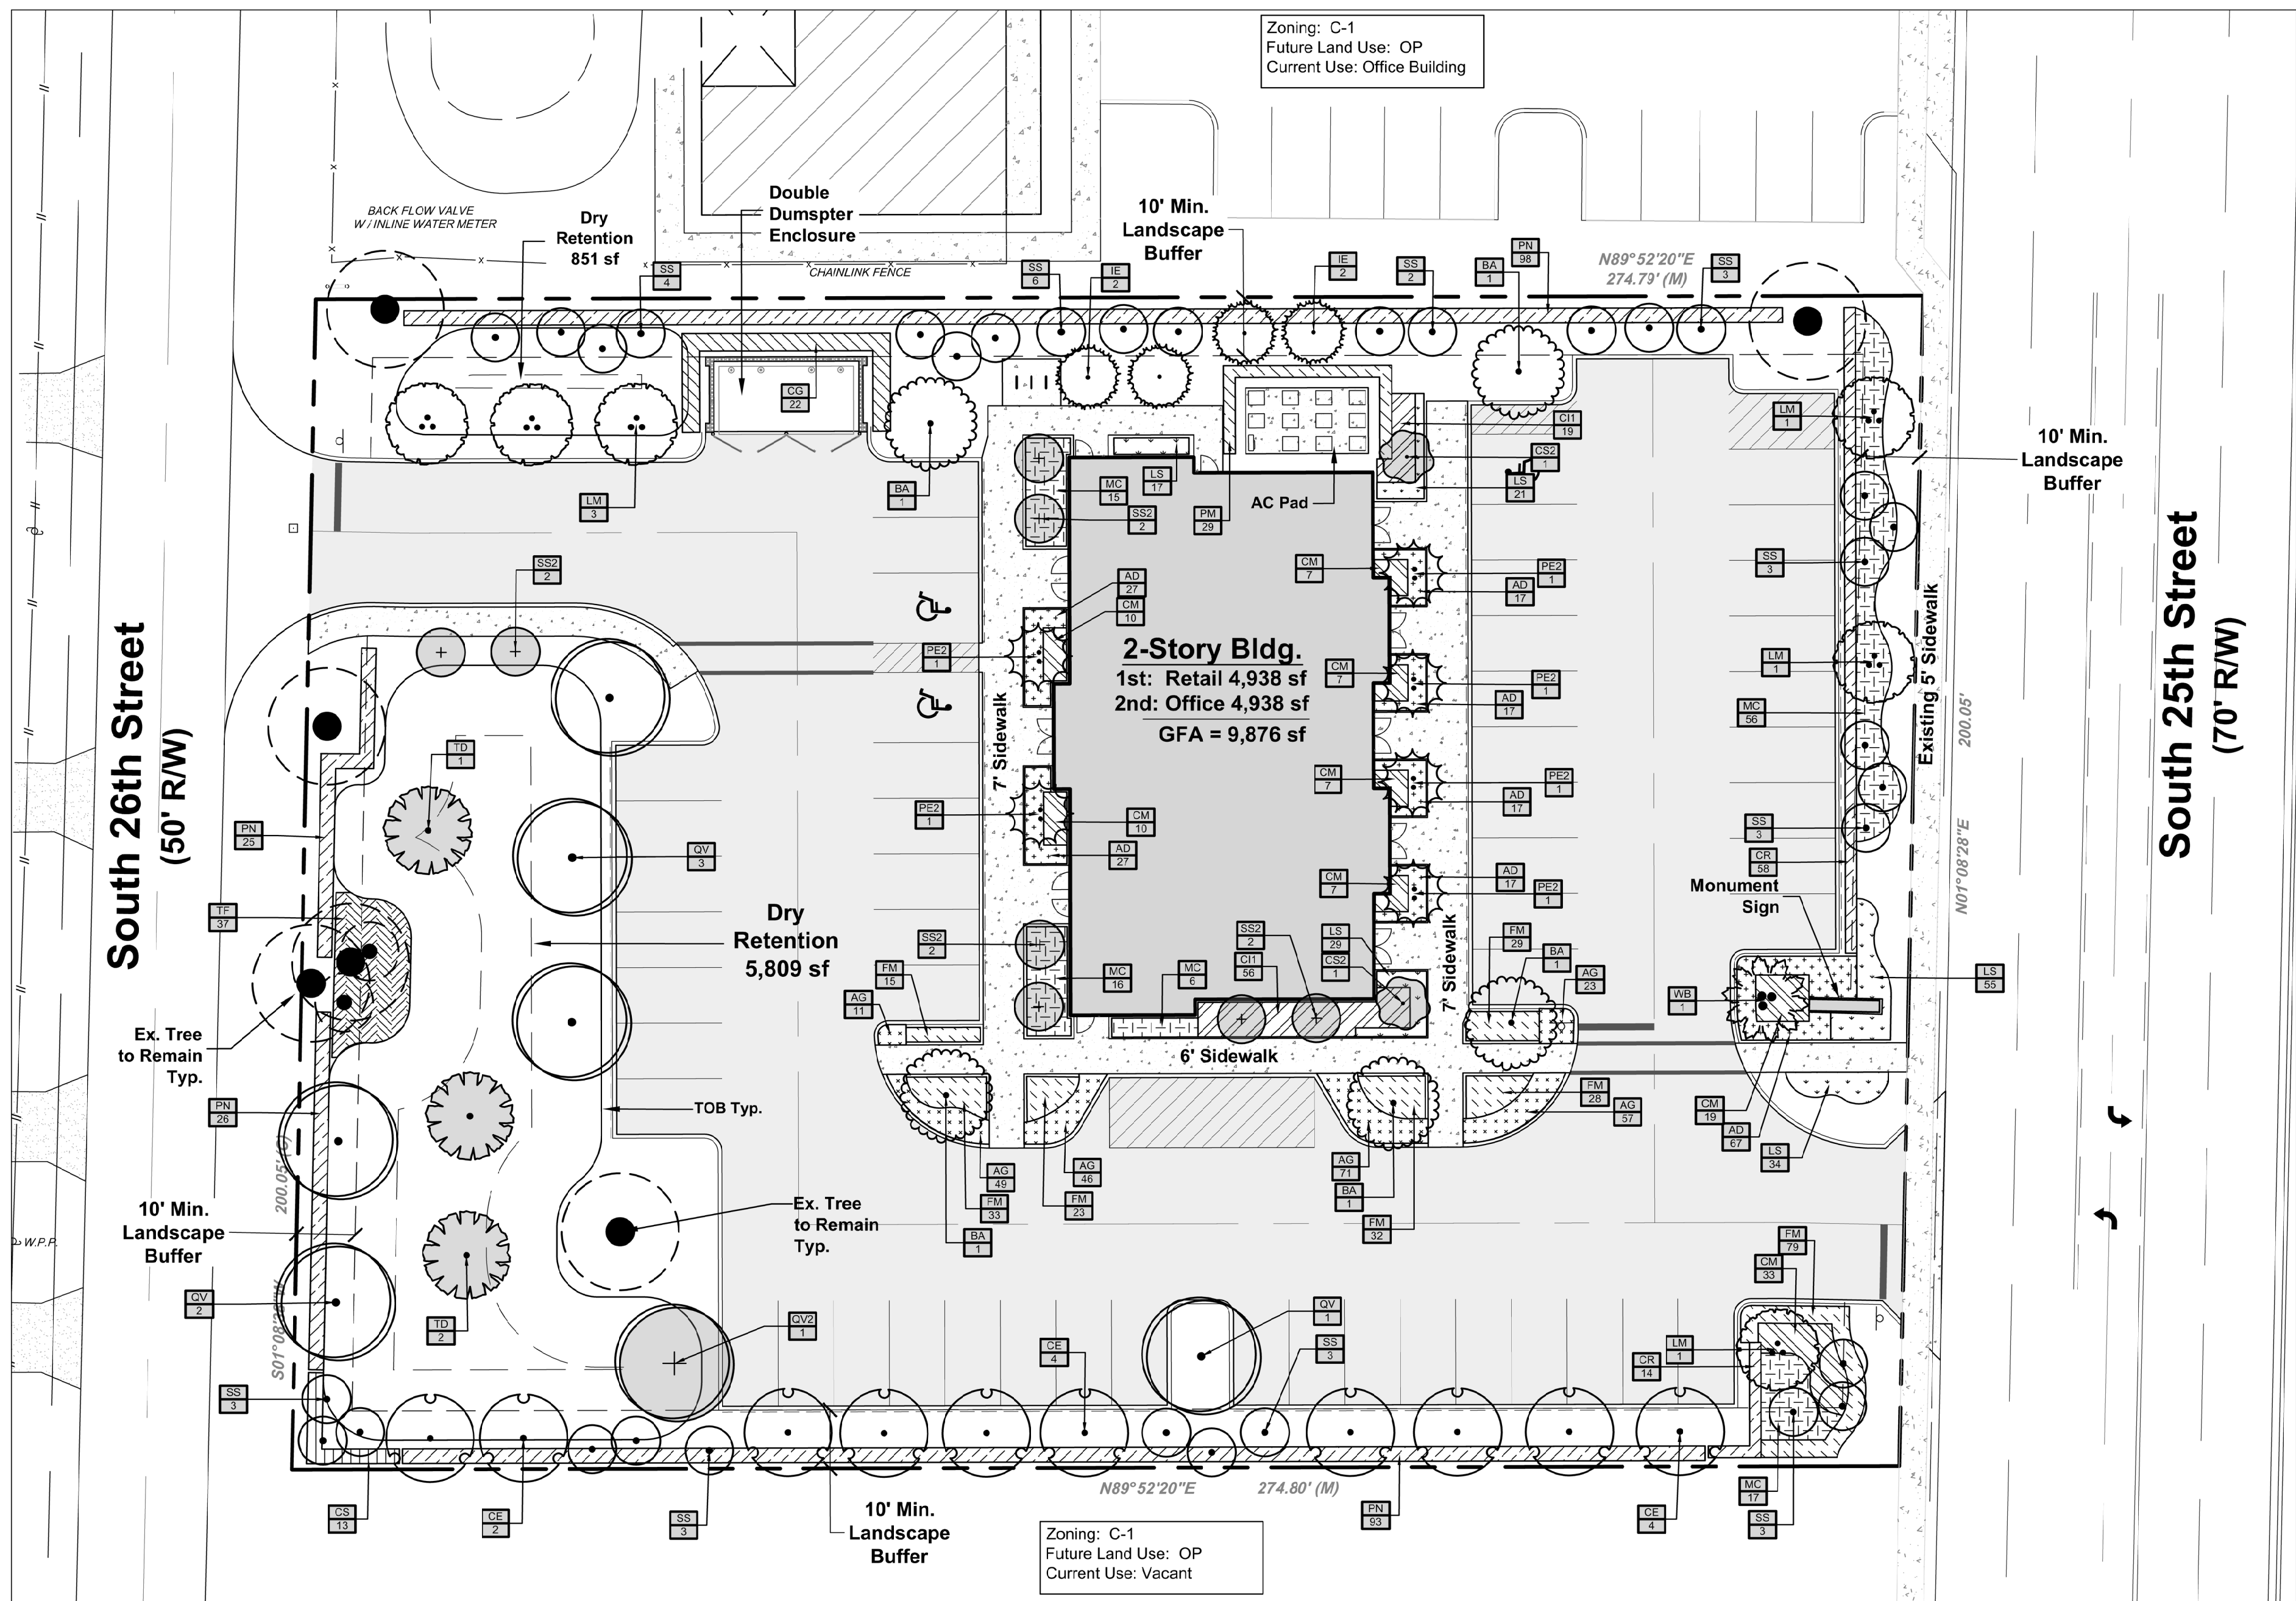 Zoning: C-1
Future Land Use: OP
Current Use: Office Building
BACK FLOW VALVE
W / INLINE WATER METER
Dry
Retention
851 sf
Double
Dumspter
Enclosure
CHAINLINK FENCE
10' Min.
Landscape
Buffer
N89°52'20"E
274.79' (M)
SS
4
SS
6
IE
2
IE
2
SS
2
BA
1
PN
98
SS
3
CG
22
LM
3
BA
1
MC
15
LS
17
SS2
2
PM
29
AC Pad
CI1
19
CS2
1
LS
21
LM
1
10' Min.
Landscape
Buffer
SS2
2
AD
27
CM
10
CM
7
PE2
1
AD
17
SS
3
South 26th Street
(50' R/W)
PE2
1
2-Story Bldg.
1st: Retail 4,938 sf
2nd: Office 4,938 sf
GFA = 9,876 sf
CM
7
PE2
1
AD
17
LM
1
MC
56
Existing 5' Sidewalk
200.05'
N01°08'28"E
South 25th Street
(70' R/W)
7' Sidewalk
TD
1
PN
25
QV
3
PE2
1
CM
10
AD
27
CM
7
PE2
1
AD
17
SS
3
CR
58
Monument
Sign
TF
37
Dry
Retention
5,809 sf
SS2
2
FM
15
AG
11
MC
16
MC
6
SS2
2
CI1
56
LS
29
CS2
1
CM
7
AD
17
PE2
1
7' Sidewalk
FM
29
BA
1
AG
23
WB
1
LS
55
Ex. Tree
to Remain
Typ.
6' Sidewalk
PN
26
TOB Typ.
FM
28
AG
57
CM
19
AD
67
LS
34
AG
49
FM
33
BA
1
AG
46
FM
23
AG
71
BA
1
FM
32
200.05' (C)
10' Min.
Landscape
Buffer
W.P.P.
Ex. Tree
to Remain
Typ.
FM
79
CM
33
QV
2
TD
2
QV2
1
CE
4
QV
1
SS
3
LM
1
CR
14
SS
3
CS
13
CE
2
SS
3
10' Min.
Landscape
Buffer
N89°52'20"E
274.80' (M)
PN
93
CE
4
MC
17
SS
3
Zoning: C-1
Future Land Use: OP
Current Use: Vacant